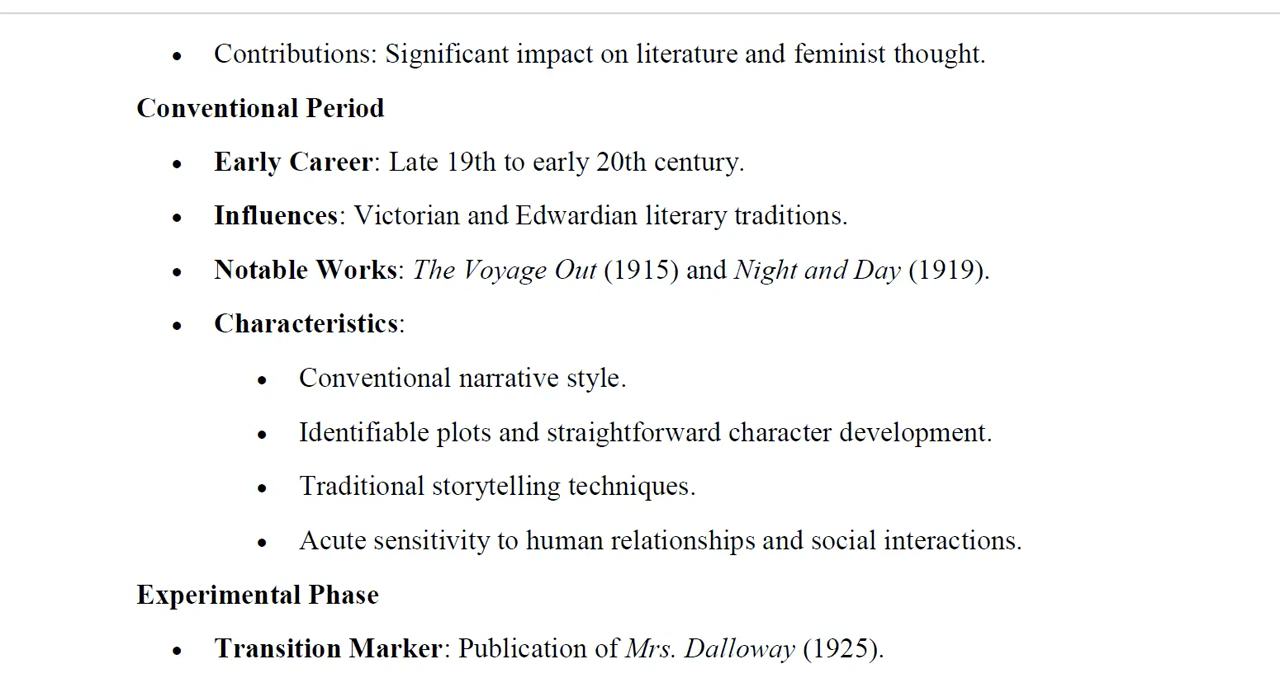 • Contributions: Significant impact on literature and feminist thought.
Conventional Period
• Early Career: Late 19th to early 20th century.
• Influences: Victorian and Edwardian literary traditions.
• Notable Works: The Voyage Out (1915) and Night and Day (1919).
• Characteristics:
• Conventional narrative style.
• Identifiable plots and straightforward character development.
• Traditional storytelling techniques.
• Acute sensitivity to human relationships and social interactions.
Experimental Phase
• Transition Marker: Publication of Mrs. Dalloway (1925).